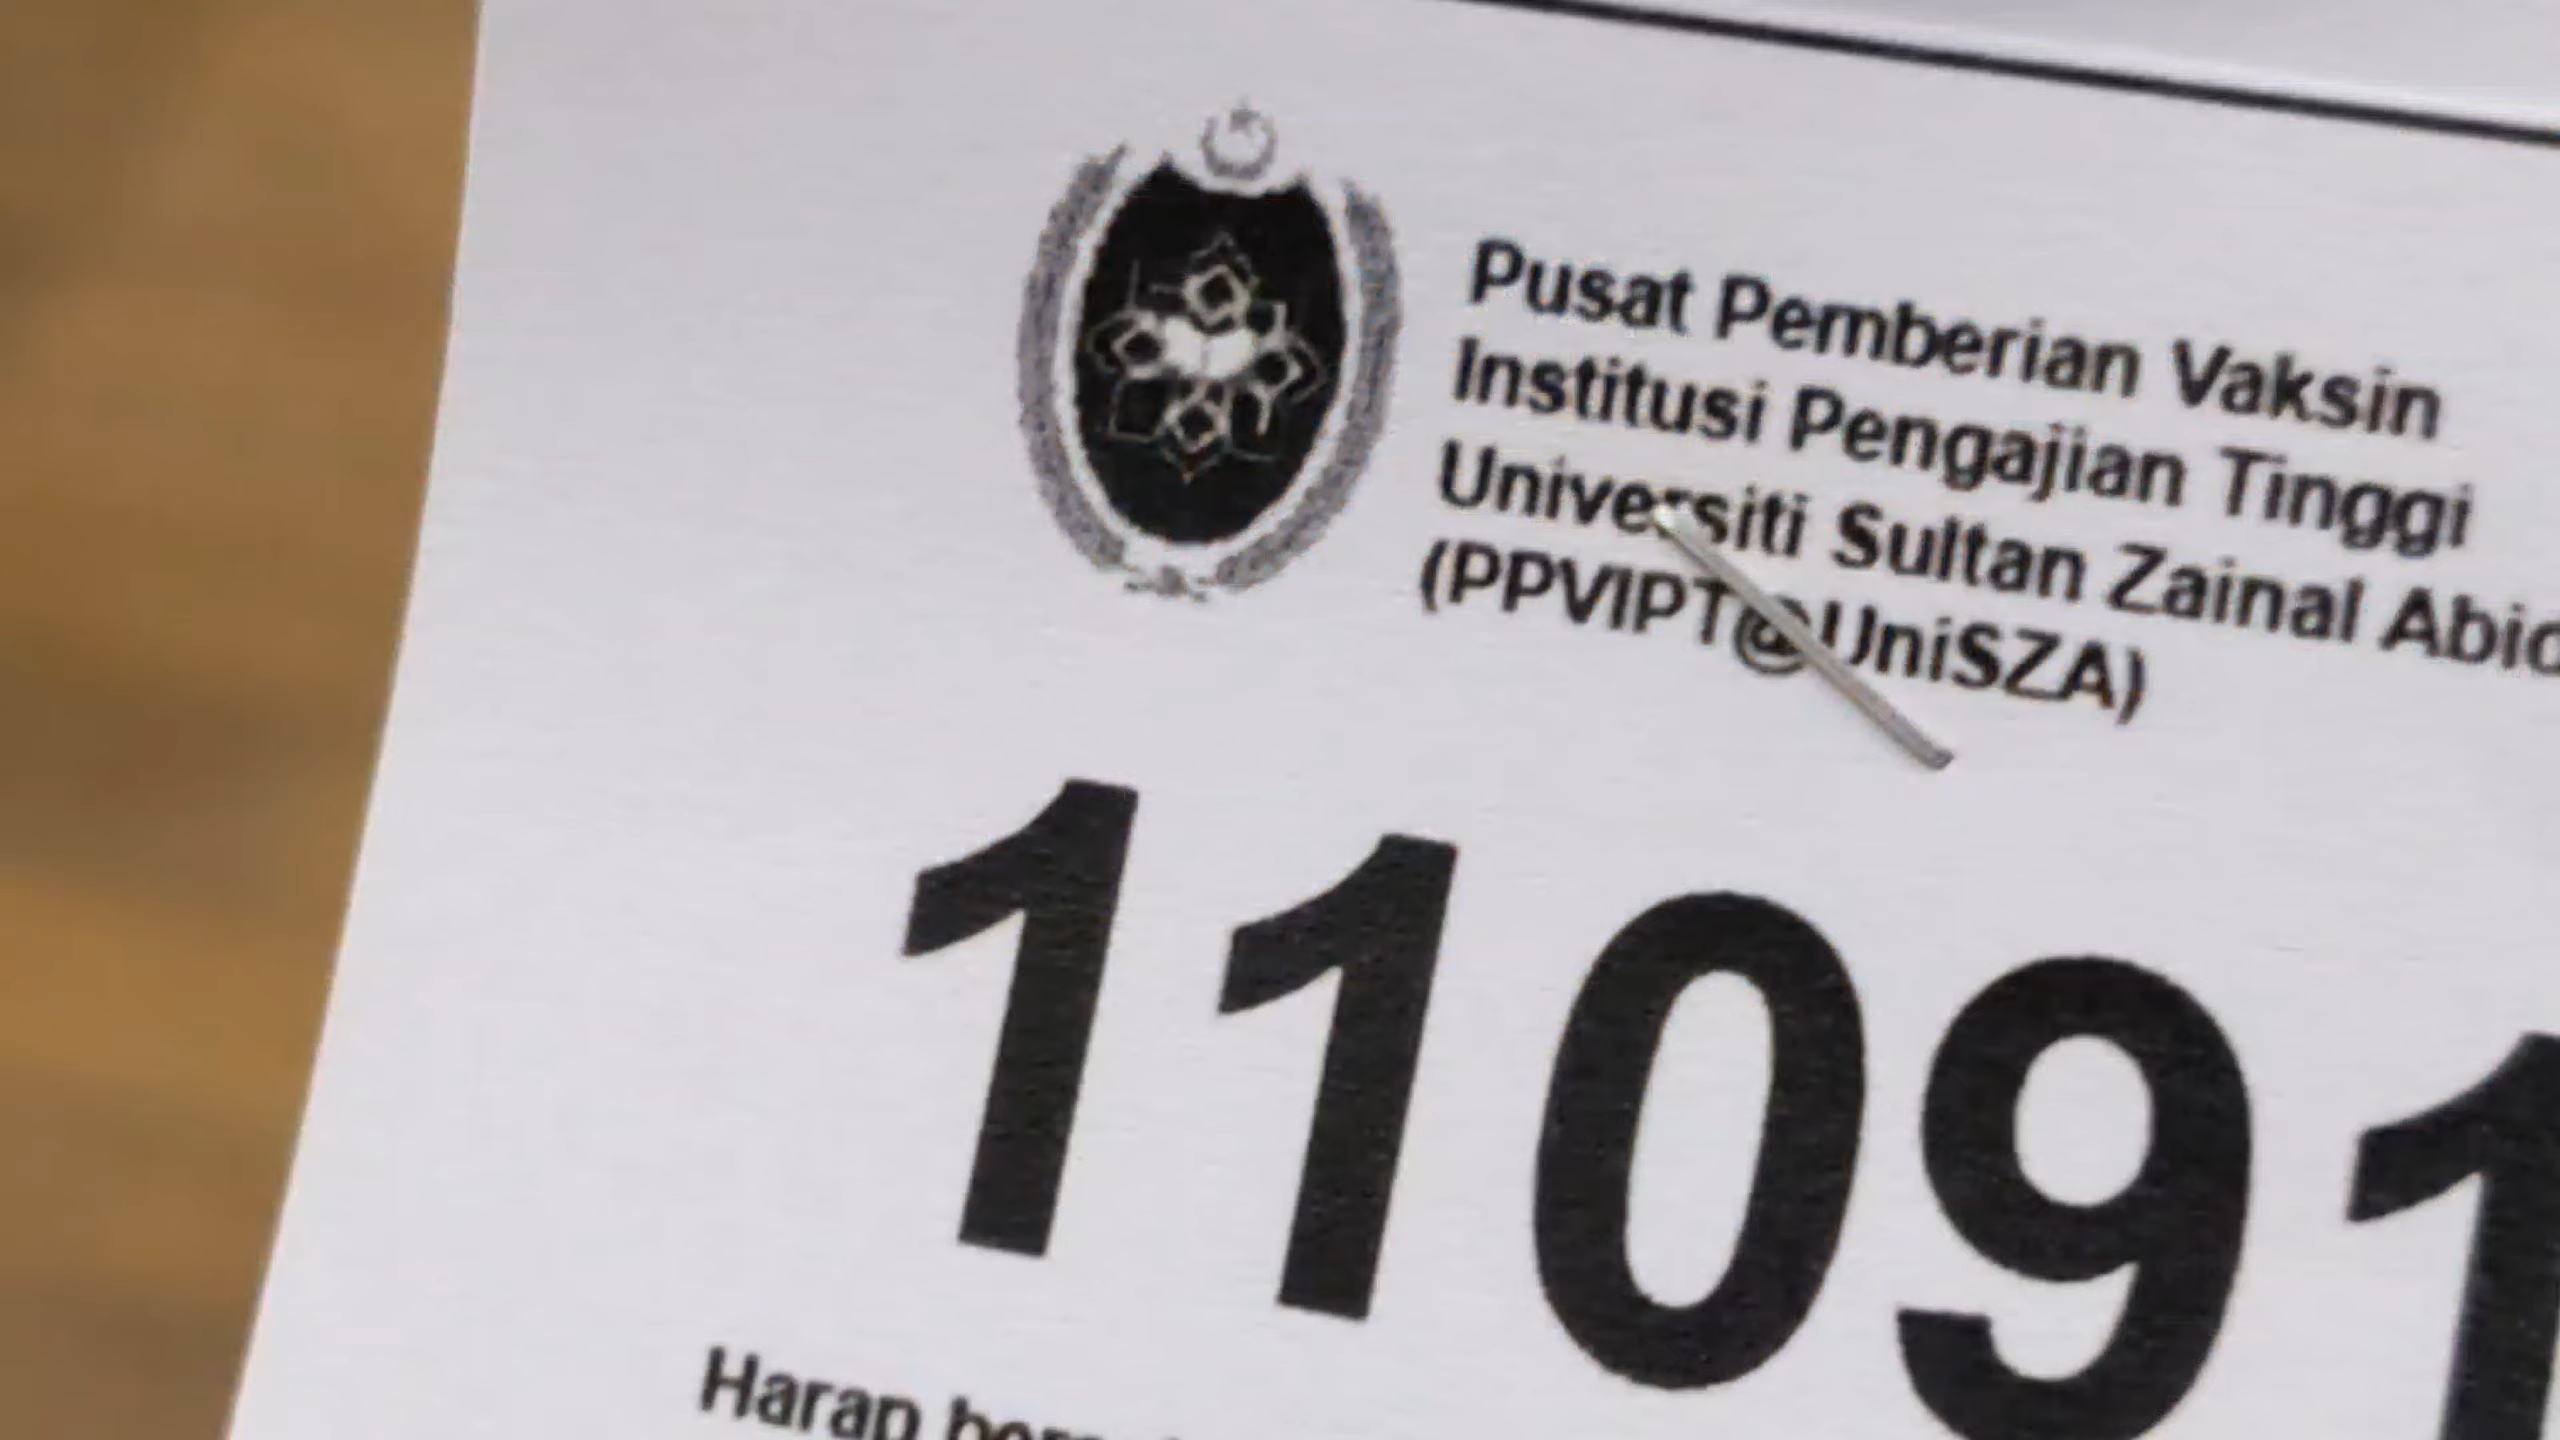 Pusat Pemberian Vaksin
Institusi Pengajian Tinggi
Universiti Sultan Zainal Abid
(PPVIPT@UniSZA)
11091
Harap